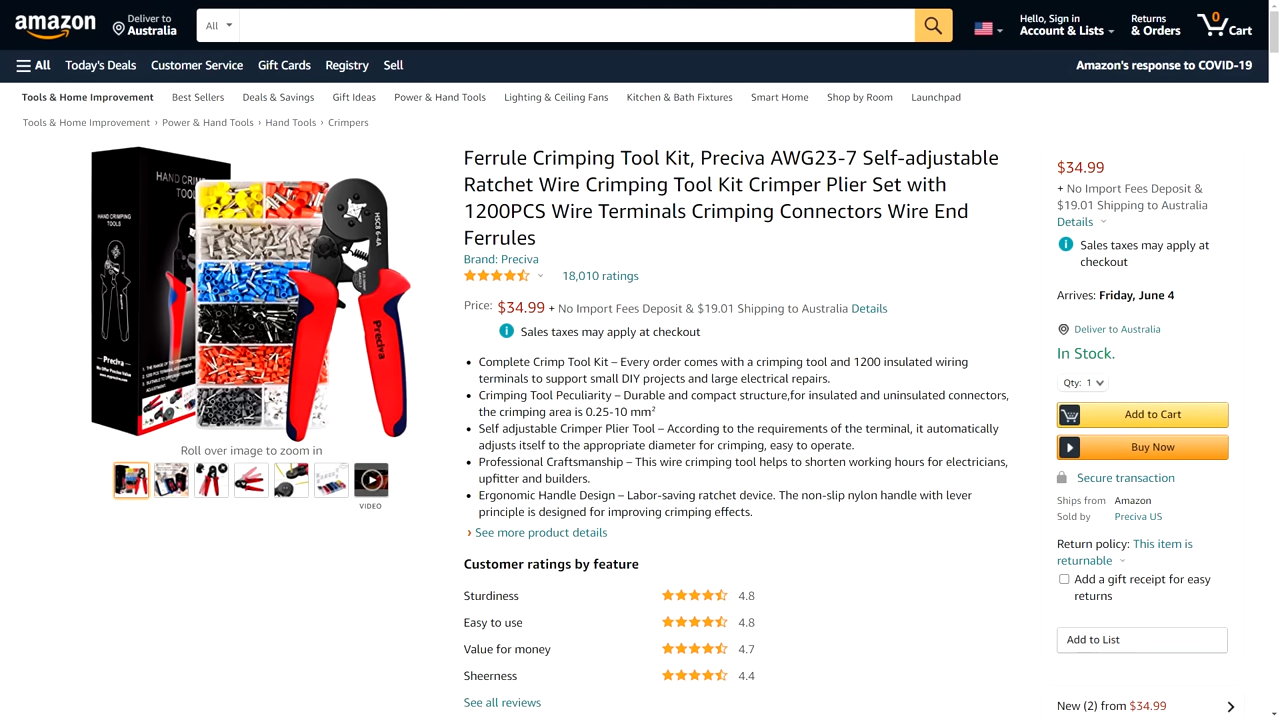 amazon
Deliver to
Australia
All
Hello, Sign in
Account & Lists
Returns
& Orders
0
Cart
All
Today's Deals
Customer Service
Gift Cards
Registry
Sell
Amazon's response to COVID-19
Tools & Home Improvement
Best Sellers
Deals & Savings
Gift Ideas
Power & Hand Tools
Lighting & Ceiling Fans
Kitchen & Bath Fixtures
Smart Home
Shop by Room
Launchpad
Tools & Home Improvement › Power & Hand Tools › Hand Tools › Crimpers
HAND CRIMPING
TOOLS
HSC8 6-4A
Preciva
Preciva
Roll over image to zoom in
VIDEO
Ferrule Crimping Tool Kit, Preciva AWG23-7 Self-adjustable
Ratchet Wire Crimping Tool Kit Crimper Plier Set with
1200PCS Wire Terminals Crimping Connectors Wire End
Ferrules
Brand: Preciva
18,010 ratings
Price: $34.99 + No Import Fees Deposit & $19.01 Shipping to Australia Details
Sales taxes may apply at checkout
• Complete Crimp Tool Kit – Every order comes with a crimping tool and 1200 insulated wiring
terminals to support small DIY projects and large electrical repairs.
• Crimping Tool Peculiarity – Durable and compact structure,for insulated and uninsulated connectors,
the crimping area is 0.25-10 mm²
• Self adjustable Crimper Plier Tool – According to the requirements of the terminal, it automatically
adjusts itself to the appropriate diameter for crimping, easy to operate.
• Professional Craftsmanship – This wire crimping tool helps to shorten working hours for electricians,
upfitter and builders.
• Ergonomic Handle Design – Labor-saving ratchet device. The non-slip nylon handle with lever
principle is designed for improving crimping effects.
› See more product details
Customer ratings by feature
Sturdiness 4.8
Easy to use 4.8
Value for money 4.7
Sheerness 4.4
See all reviews
$34.99
+ No Import Fees Deposit &
$19.01 Shipping to Australia
Details
Sales taxes may apply at
checkout
Arrives: Friday, June 4
Deliver to Australia
In Stock.
Qty: 1
Add to Cart
Buy Now
Secure transaction
Ships from Amazon
Sold by Preciva US
Return policy: This item is
returnable
Add a gift receipt for easy
returns
Add to List
New (2) from $34.99